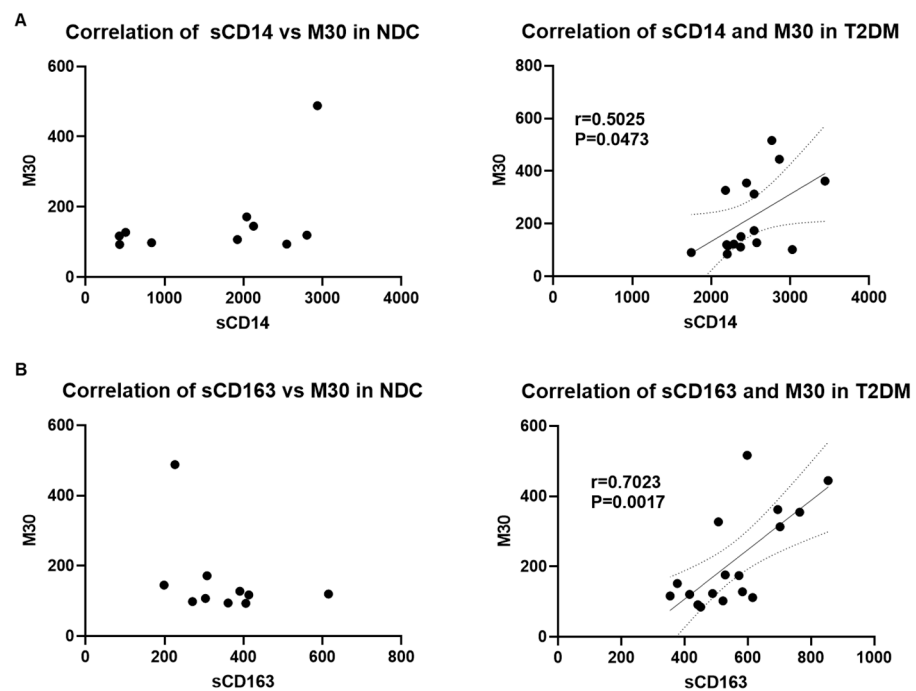 A
Correlation of sCD14 vs M30 in NDC
600
400
200
0
M30
0 1000 2000 3000 4000
sCD14
Correlation of sCD14 and M30 in T2DM
800
600
400
200
0
M30
r=0.5025
P=0.0473
0 1000 2000 3000 4000
sCD14
B
Correlation of sCD163 vs M30 in NDC
600
400
200
0
M30
0 200 400 600 800
sCD163
Correlation of sCD163 and M30 in T2DM
600
400
200
0
M30
r=0.7023
P=0.0017
0 200 400 600 800 1000
sCD163